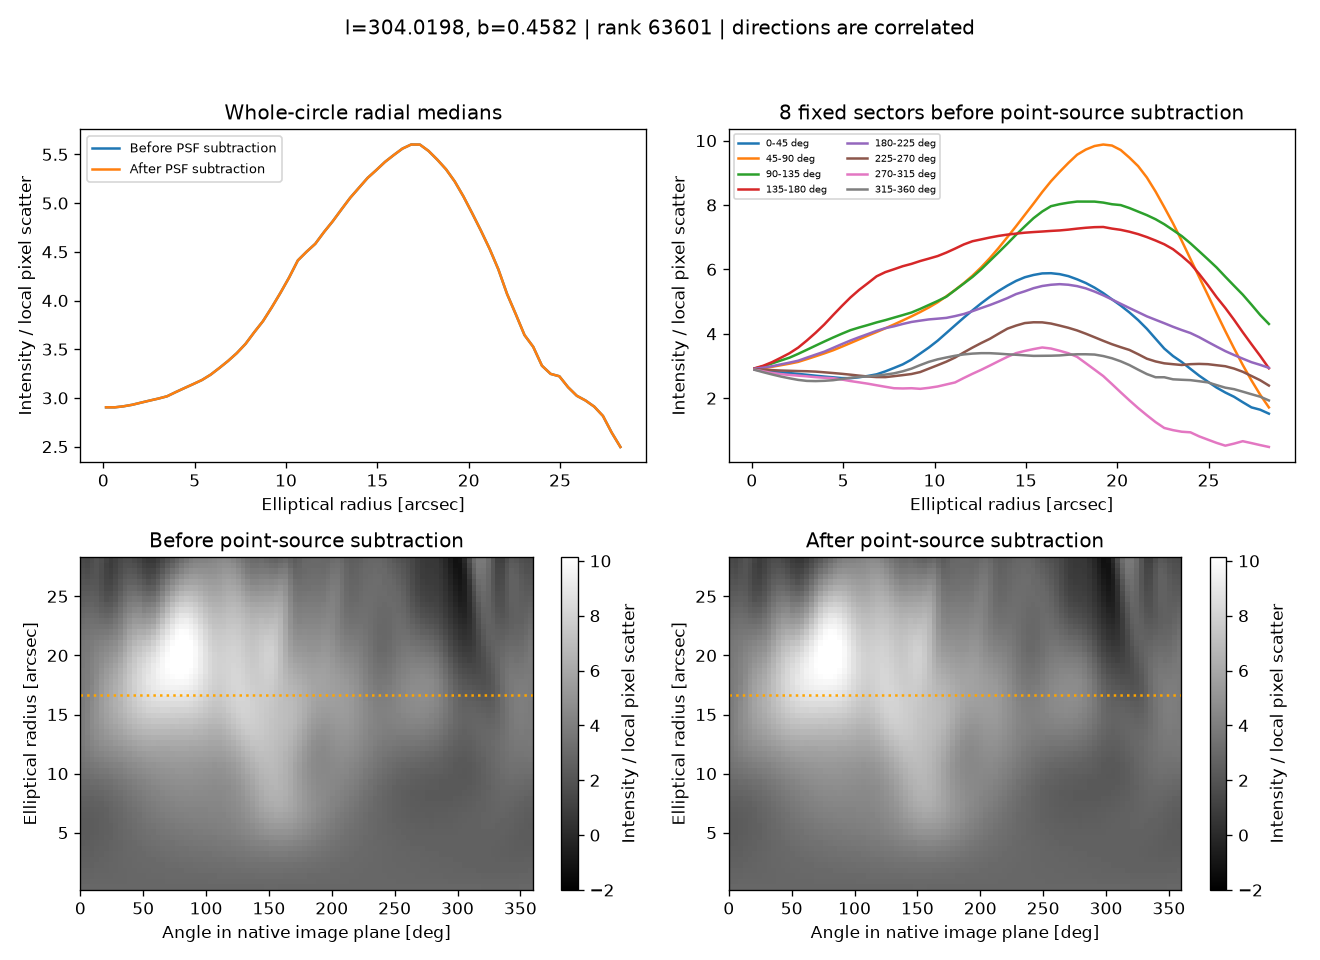 l=304.0198, b=0.4582 | rank 63601 | directions are correlated
Whole-circle radial medians
Before PSF subtraction
After PSF subtraction
5.5
5.0
4.5
4.0
3.5
3.0
2.5
Intensity / local pixel scatter
0 5 10 15 20 25
Elliptical radius [arcsec]
8 fixed sectors before point-source subtraction
0-45 deg
45-90 deg
90-135 deg
135-180 deg
180-225 deg
225-270 deg
270-315 deg
315-360 deg
10
8
6
4
2
Intensity / local pixel scatter
0 5 10 15 20 25
Elliptical radius [arcsec]
Before point-source subtraction
25
20
15
10
5
Elliptical radius [arcsec]
0 50 100 150 200 250 300 350
Angle in native image plane [deg]
10
8
6
4
2
0
−2
Intensity / local pixel scatter
After point-source subtraction
25
20
15
10
5
Elliptical radius [arcsec]
0 50 100 150 200 250 300 350
Angle in native image plane [deg]
10
8
6
4
2
0
−2
Intensity / local pixel scatter